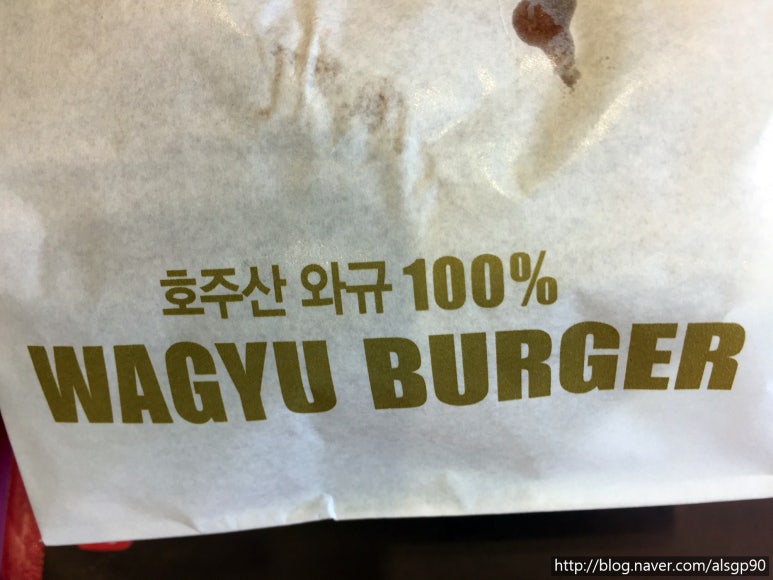 호주산 와규 100%
WAGYU BURGER
http://blog.naver.com/alsgp90